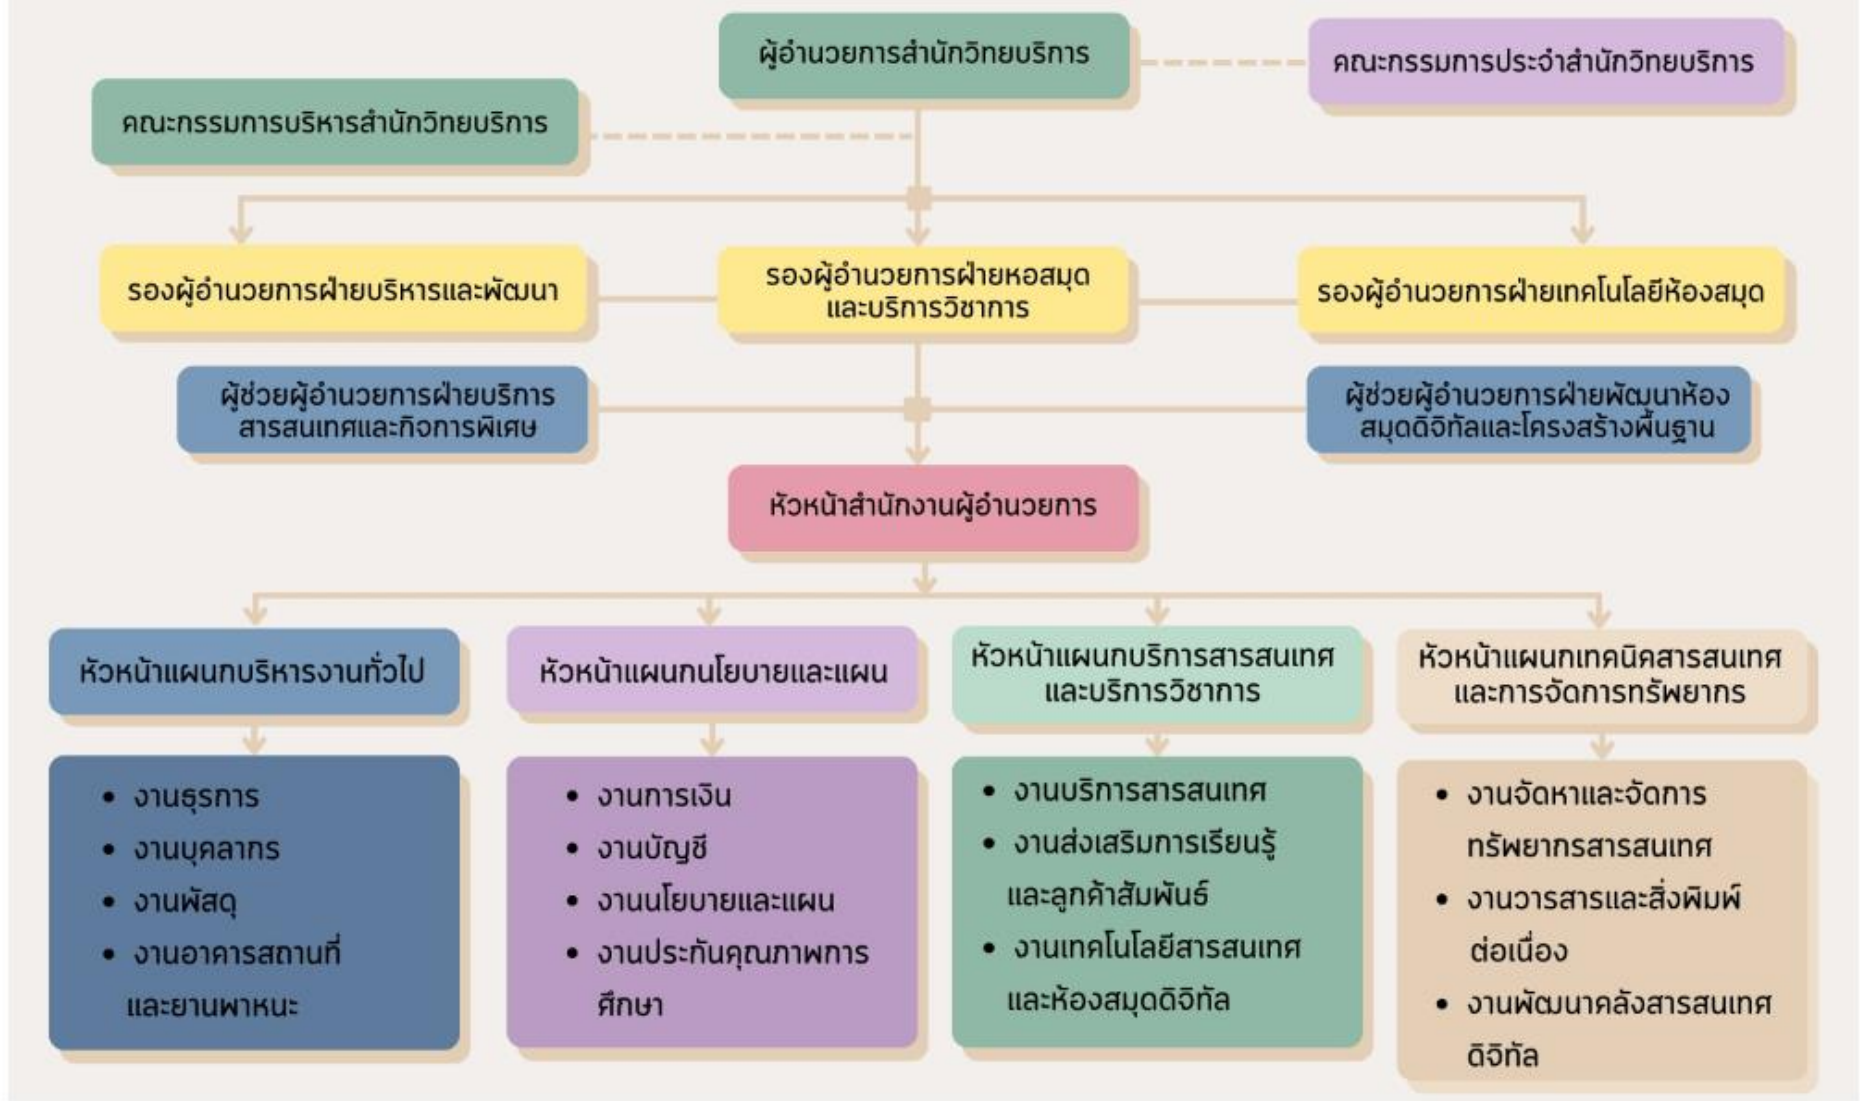 ผู้อำนวยการสำนักวิทยบริการ
คณะกรรมการประจำสำนักวิทยบริการ
คณะกรรมการบริหารสำนักวิทยบริการ
รองผู้อำนวยการฝ่ายบริหารและพัฒนา
รองผู้อำนวยการฝ่ายหอสมุด
และบริการวิชาการ
รองผู้อำนวยการฝ่ายเทคโนโลยีห้องสมุด
ผู้ช่วยผู้อำนวยการฝ่ายบริการ
สารสนเทศและกิจการพิเศษ
ผู้ช่วยผู้อำนวยการฝ่ายพัฒนาห้อง
สมุดดิจิทัลและโครงสร้างพื้นฐาน
หัวหน้าสำนักงานผู้อำนวยการ
หัวหน้าแผนกบริหารงานทั่วไป
หัวหน้าแผนกนโยบายและแผน
หัวหน้าแผนกบริการสารสนเทศ
และบริการวิชาการ
หัวหน้าแผนกเทคนิคสารสนเทศ
และการจัดการทรัพยากร
• งานธุรการ
• งานบุคลากร
• งานพัสดุ
• งานอาคารสถานที่
และยานพาหนะ
• งานการเงิน
• งานบัญชี
• งานนโยบายและแผน
• งานประกันคุณภาพการ
ศึกษา
• งานบริการสารสนเทศ
• งานส่งเสริมการเรียนรู้
และลูกค้าสัมพันธ์
• งานเทคโนโลยีสารสนเทศ
และห้องสมุดดิจิทัล
• งานจัดหาและจัดการ
ทรัพยากรสารสนเทศ
• งานวารสารและสิ่งพิมพ์
ต่อเนื่อง
• งานพัฒนาคลังสารสนเทศ
ดิจิทัล